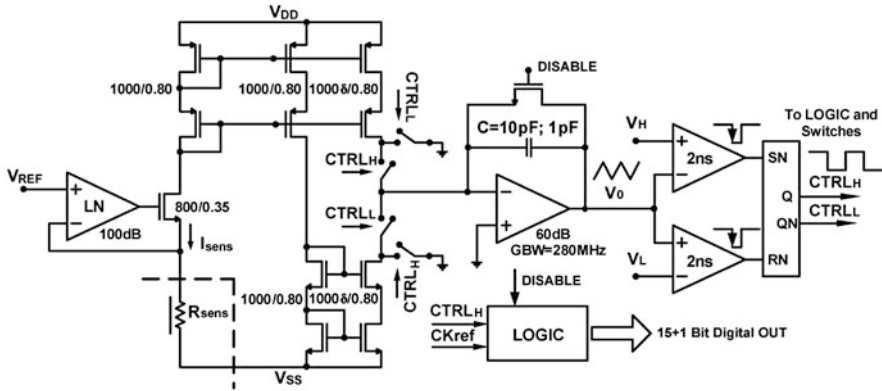 VDD
DISABLE
1000/0.80
1000/0.80
1000δ/0.80
CTRLL
C=10pF; 1pF
To LOGIC and
Switches
VH
2ns
SN
CTRLH
VREF
LN
100dB
800/0.35
Isens
CTRLH
CTRLL
V0
60dB
GBW=280MHz
Q
QN
CTRLL
VL
2ns
RN
CTRLH
Rsens
1000/0.80
1000δ/0.80
DISABLE
CTRLH
CKref
LOGIC
15+1 Bit Digital OUT
VSS